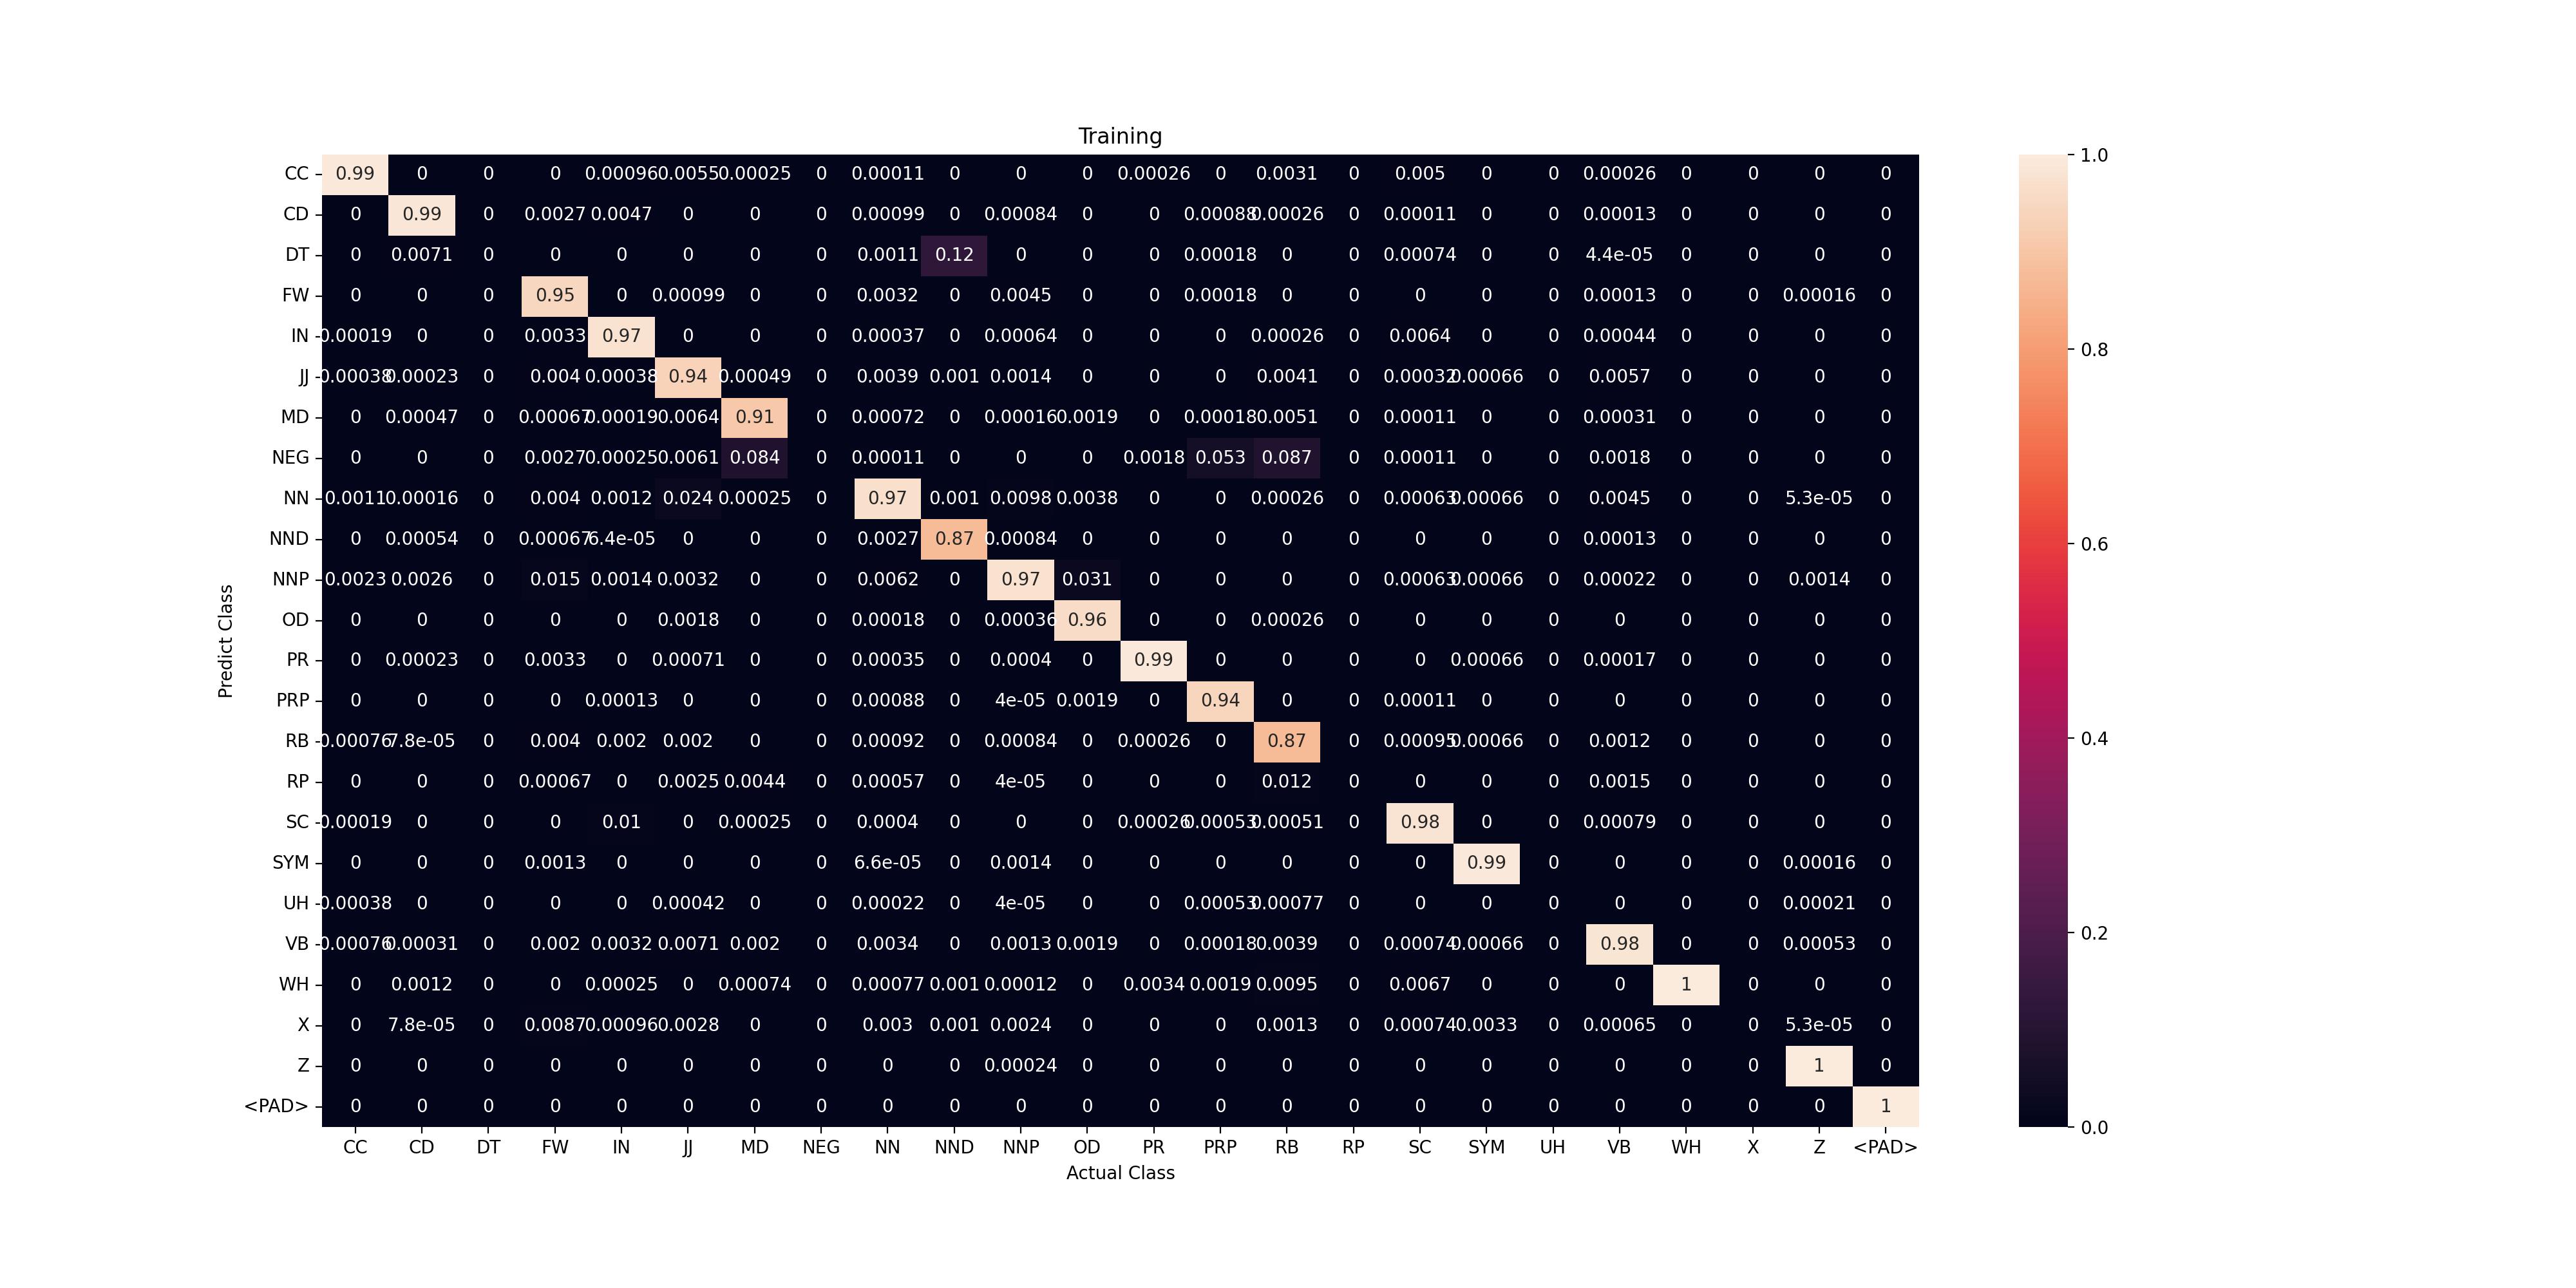 Training
CC 0.99 0 0 0 0.00096 0.0055 0.00025 0 0.00011 0 0 0 0.00026 0 0.0031 0 0.005 0 0 0.00026 0 0 0 0 1.0
CD 0 0.99 0 0.0027 0.0047 0 0 0 0.00099 0 0.00084 0 0 0.00088 0.00026 0 0.00011 0 0 0.00013 0 0 0 0
DT 0 0.0071 0 0 0 0 0 0 0.0011 0.12 0 0 0 0.00018 0 0 0.00074 0 0 4.4e-05 0 0 0 0
FW 0 0 0 0.95 0 0.00099 0 0 0.0032 0 0.0045 0 0 0.00018 0 0 0 0 0 0.00013 0 0 0.00016 0
IN 0.00019 0 0 0.0033 0.97 0 0 0 0.00037 0 0.00064 0 0 0 0.00026 0 0.0064 0 0 0.00044 0 0 0 0
0.8
JJ 0.00038 0.00023 0 0.004 0.00038 0.94 0.00049 0 0.0039 0.001 0.0014 0 0 0 0.0041 0 0.00032 0.00066 0 0.0057 0 0 0 0
MD 0 0.00047 0 0.00067 0.00019 0.0064 0.91 0 0.00072 0 0.00016 0.0019 0 0.00018 0.0051 0 0.00011 0 0 0.00031 0 0 0 0
NEG 0 0 0 0.0027 0.00025 0.0061 0.084 0 0.00011 0 0 0 0.0018 0.053 0.087 0 0.00011 0 0 0.0018 0 0 0 0
NN 0.0011 0.00016 0 0.004 0.0012 0.024 0.00025 0 0.97 0.001 0.0098 0.0038 0 0 0.00026 0 0.00063 0.00066 0 0.0045 0 0 5.3e-05 0
NND 0 0.00054 0 0.00067 6.4e-05 0 0 0 0.0027 0.87 0.00084 0 0 0 0 0 0 0 0 0.00013 0 0 0 0
0.6
NNP 0.0023 0.0026 0 0.015 0.0014 0.0032 0 0 0.0062 0 0.97 0.031 0 0 0 0 0.00063 0.00066 0 0.00022 0 0 0.0014 0
OD 0 0 0 0 0 0.0018 0 0 0.00018 0 0.00036 0.96 0 0 0.00026 0 0 0 0 0 0 0 0 0
Predict Class
PR 0 0.00023 0 0.0033 0 0.00071 0 0 0.00035 0 0.0004 0 0.99 0 0 0 0 0.00066 0 0.00017 0 0 0 0
PRP 0 0 0 0 0.00013 0 0 0 0.00088 0 4e-05 0.0019 0 0.94 0 0 0.00011 0 0 0 0 0 0 0
RB 0.00076 7.8e-05 0 0.004 0.002 0.002 0 0 0.00092 0 0.00084 0 0.00026 0 0.87 0 0.00095 0.00066 0 0.0012 0 0 0 0
0.4
RP 0 0 0 0.00067 0 0.0025 0.0044 0 0.00057 0 4e-05 0 0 0 0.012 0 0 0 0 0.0015 0 0 0 0
SC 0.00019 0 0 0 0.01 0 0.00025 0 0.0004 0 0 0 0.00026 0.00053 0.00051 0 0.98 0 0 0.00079 0 0 0 0
SYM 0 0 0 0.0013 0 0 0 0 6.6e-05 0 0.0014 0 0 0 0 0 0 0.99 0 0 0 0 0.00016 0
UH 0.00038 0 0 0 0 0.00042 0 0 0.00022 0 4e-05 0 0 0.00053 0.00077 0 0 0 0 0 0 0 0.00021 0
0.2
VB 0.00076 0.00031 0 0.002 0.0032 0.0071 0.002 0 0.0034 0 0.0013 0.0019 0 0.00018 0.0039 0 0.00074 0.00066 0 0.98 0 0 0.00053 0
WH 0 0.0012 0 0 0.00025 0 0.00074 0 0.00077 0.001 0.00012 0 0.0034 0.0019 0.0095 0 0.0067 0 0 0 1 0 0 0
X 0 7.8e-05 0 0.0087 0.00096 0.0028 0 0 0.003 0.001 0.0024 0 0 0 0.0013 0 0.00074 0.0033 0 0.00065 0 0 5.3e-05 0
Z 0 0 0 0 0 0 0 0 0 0 0.00024 0 0 0 0 0 0 0 0 0 0 0 1 0
<PAD> 0 0 0 0 0 0 0 0 0 0 0 0 0 0 0 0 0 0 0 0 0 0 0 1
0.0
CC CD DT FW IN JJ MD NEG NN NND NNP OD PR PRP RB RP SC SYM UH VB WH X Z <PAD>
Actual Class